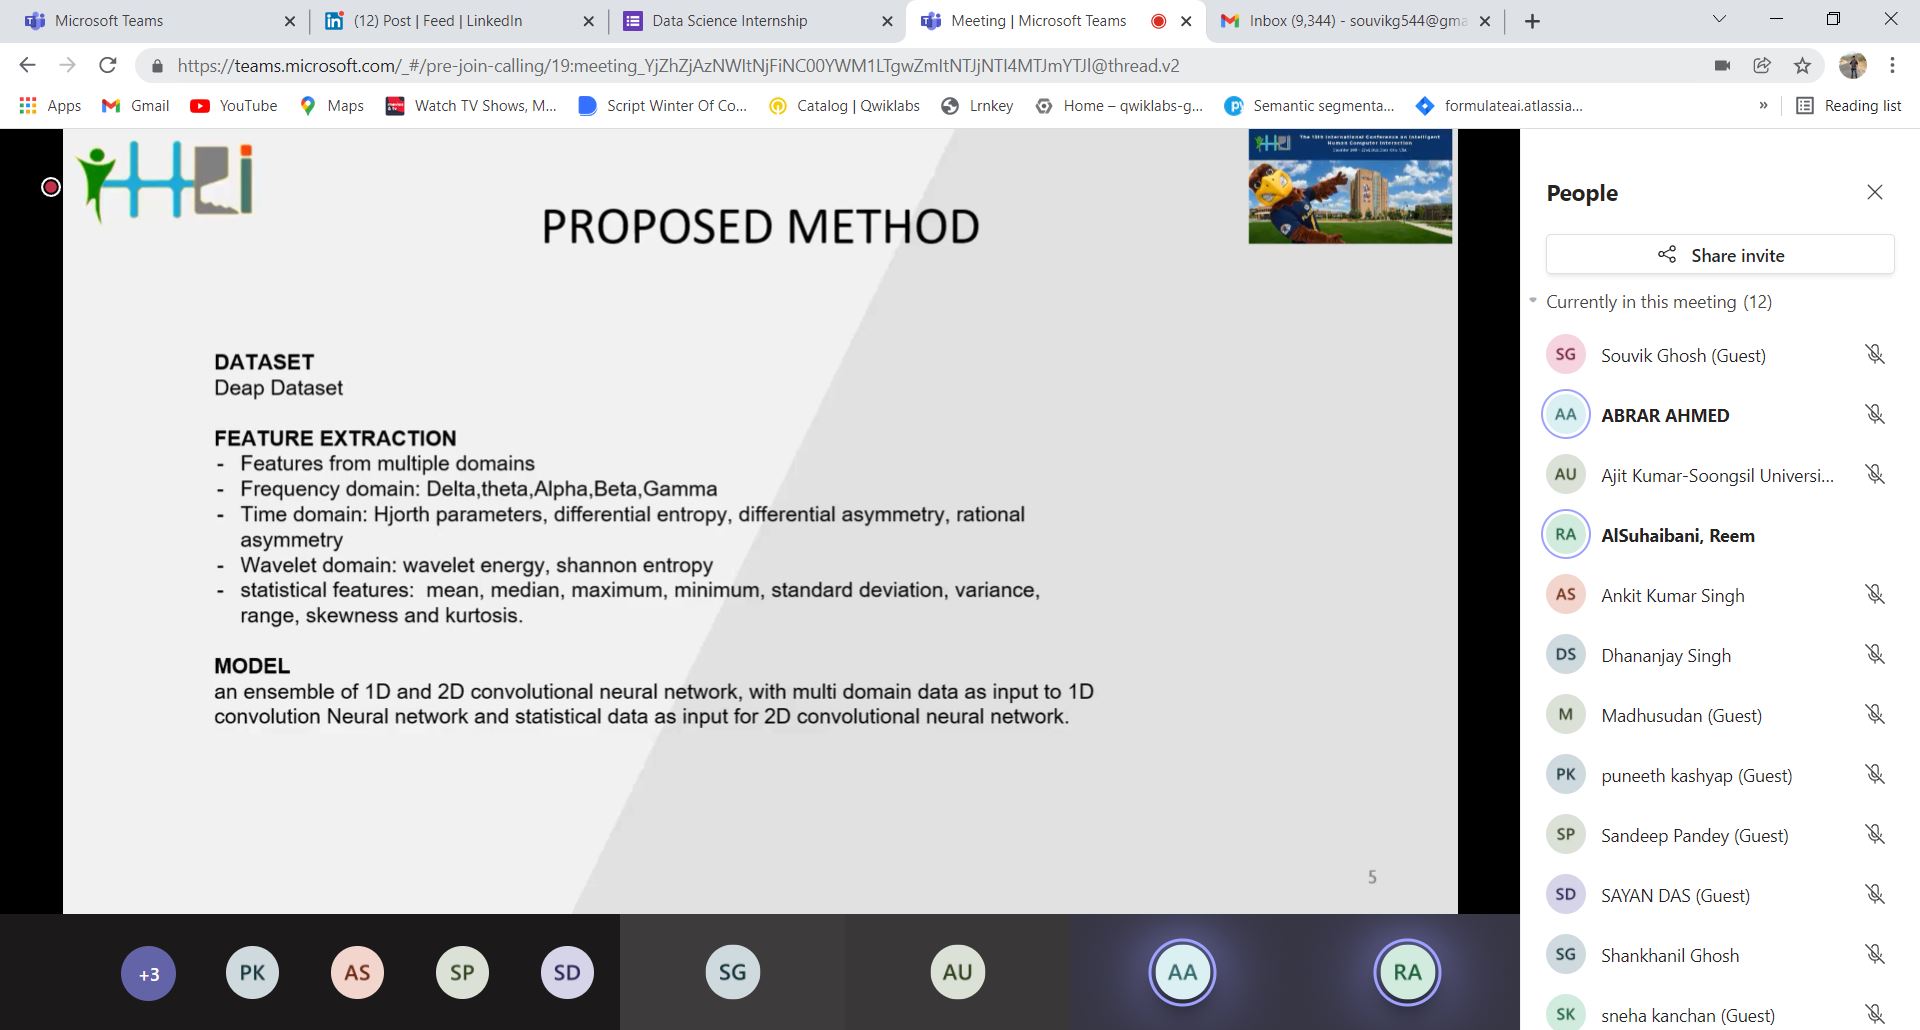 Microsoft Teams
(12) Post | Feed | LinkedIn
Data Science Internship
Meeting | Microsoft Teams
Inbox (9,344) - souvikg544@gma
https://teams.microsoft.com/_#/pre-join-calling/19:meeting_YjZhZjAzNWItNjFiNC00YWM1LTgwZmItNTJjNTI4MTJmYTJl@thread.v2
Apps
Gmail
YouTube
Maps
Watch TV Shows, M...
Script Winter Of Co...
Catalog | Qwiklabs
Lrnkey
Home – qwiklabs-g...
Semantic segmenta...
formulateai.atlassia...
»
Reading list
The 13th International Conference on Intelligent
Human Computer Interaction
PROPOSED METHOD
DATASET
Deap Dataset
FEATURE EXTRACTION
- Features from multiple domains
- Frequency domain: Delta,theta,Alpha,Beta,Gamma
- Time domain: Hjorth parameters, differential entropy, differential asymmetry, rational
asymmetry
- Wavelet domain: wavelet energy, shannon entropy
- statistical features: mean, median, maximum, minimum, standard deviation, variance,
range, skewness and kurtosis.
MODEL
an ensemble of 1D and 2D convolutional neural network, with multi domain data as input to 1D
convolution Neural network and statistical data as input for 2D convolutional neural network.
5
People
Share invite
Currently in this meeting (12)
SG Souvik Ghosh (Guest)
AA ABRAR AHMED
AU Ajit Kumar-Soongsil Universi...
RA AlSuhaibani, Reem
AS Ankit Kumar Singh
DS Dhananjay Singh
M Madhusudan (Guest)
PK puneeth kashyap (Guest)
SP Sandeep Pandey (Guest)
SD SAYAN DAS (Guest)
SG Shankhanil Ghosh
SK sneha kanchan (Guest)
+3
PK
AS
SP
SD
SG
AU
AA
RA